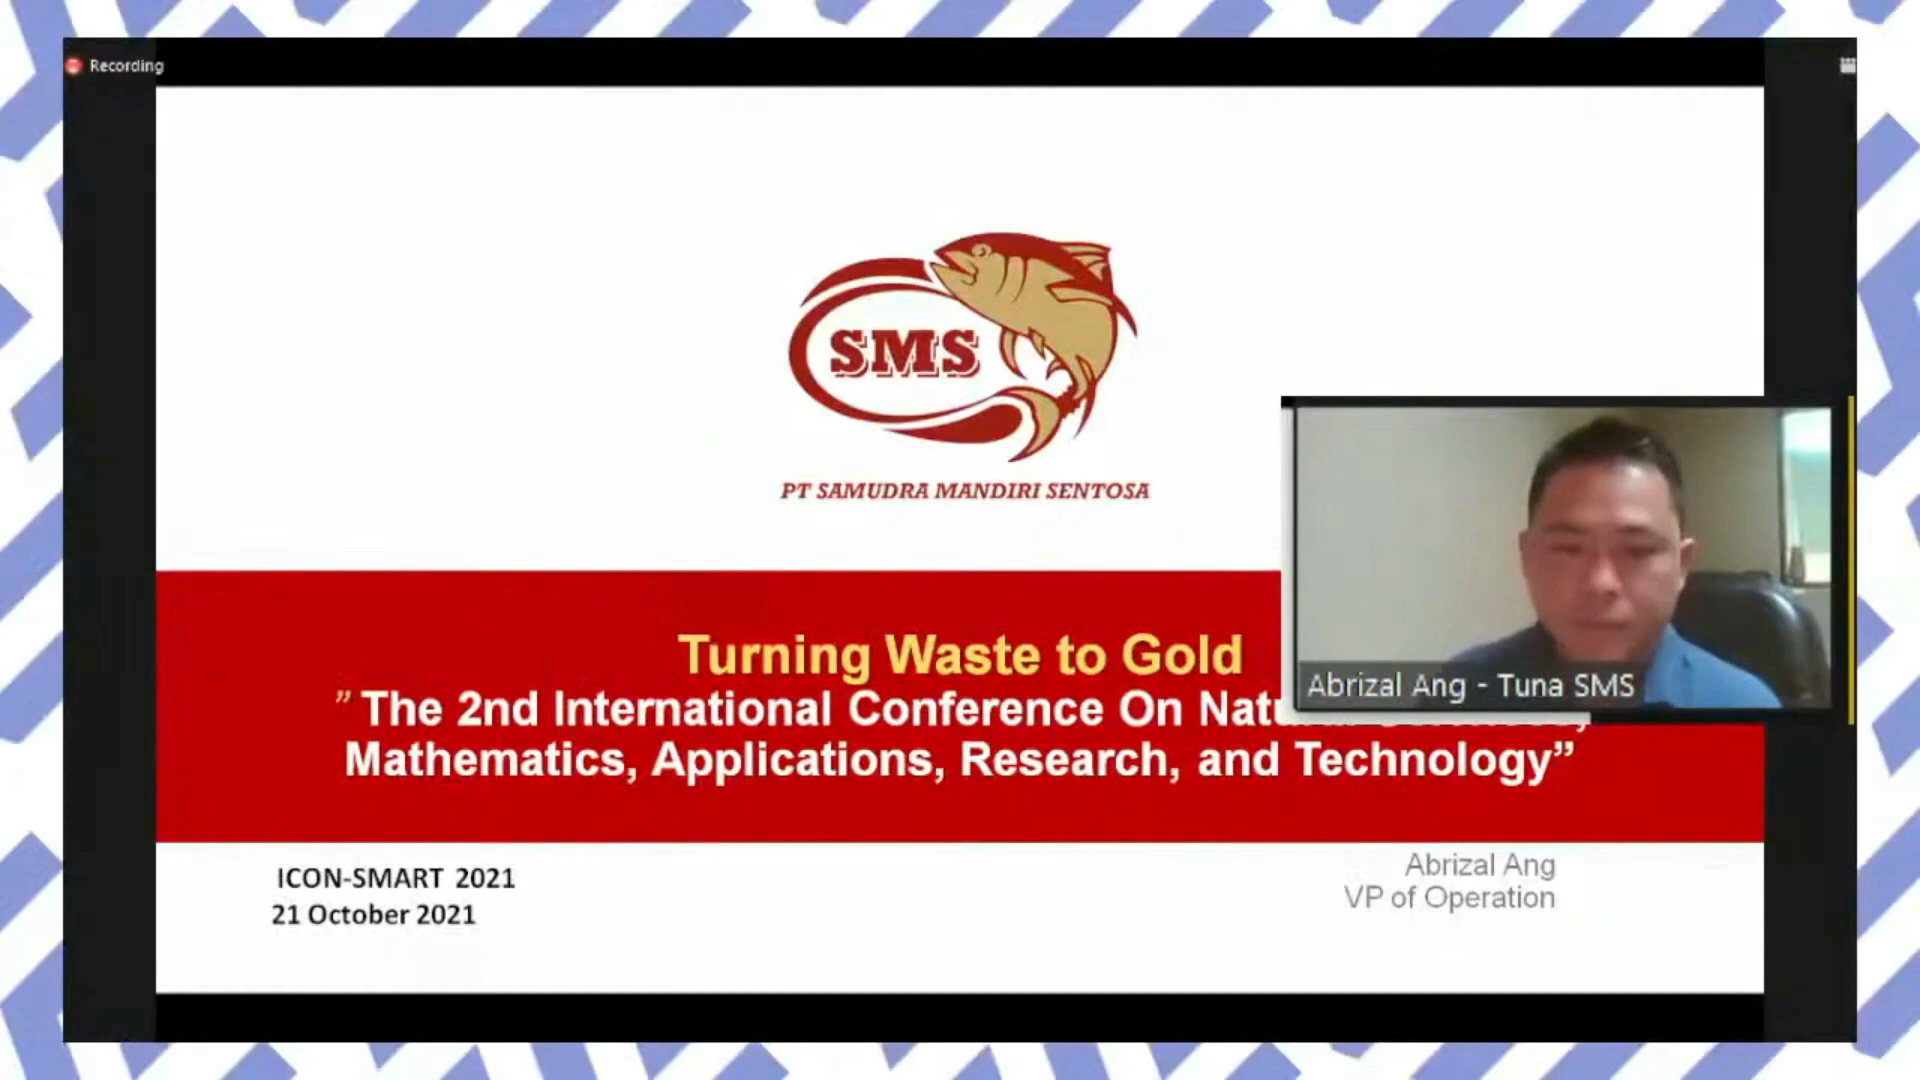 Recording
SMS
PT SAMUDRA MANDIRI SENTOSA
Turning Waste to Gold
” The 2nd International Conference On
Mathematics, Applications, Research, and Technology”
Abrizal Ang - Tuna SMS
ICON-SMART 2021
21 October 2021
Abrizal Ang
VP of Operation